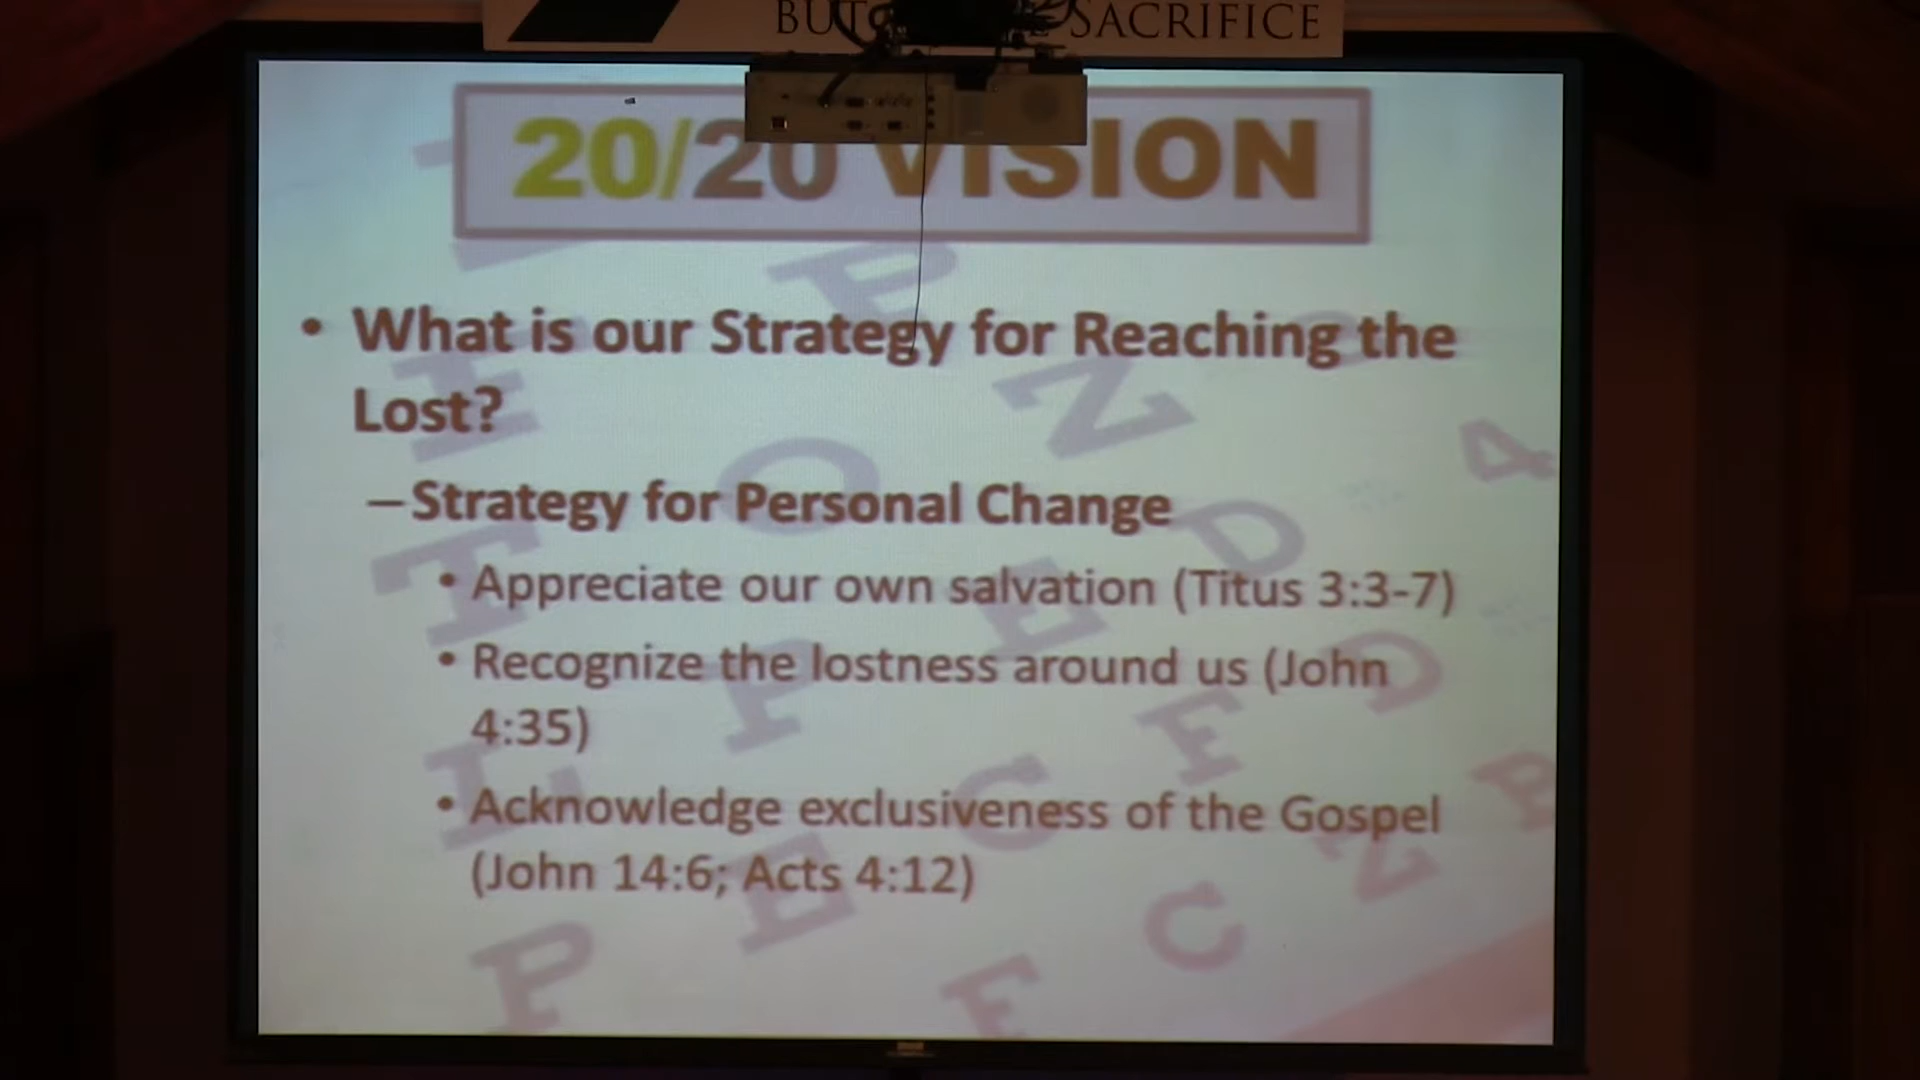 BUT SACRIFICE
20/20 VISION
• What is our Strategy for Reaching the
Lost?
– Strategy for Personal Change
• Appreciate our own salvation (Titus 3:3-7)
• Recognize the lostness around us (John
4:35)
• Acknowledge exclusiveness of the Gospel
(John 14:6; Acts 4:12)